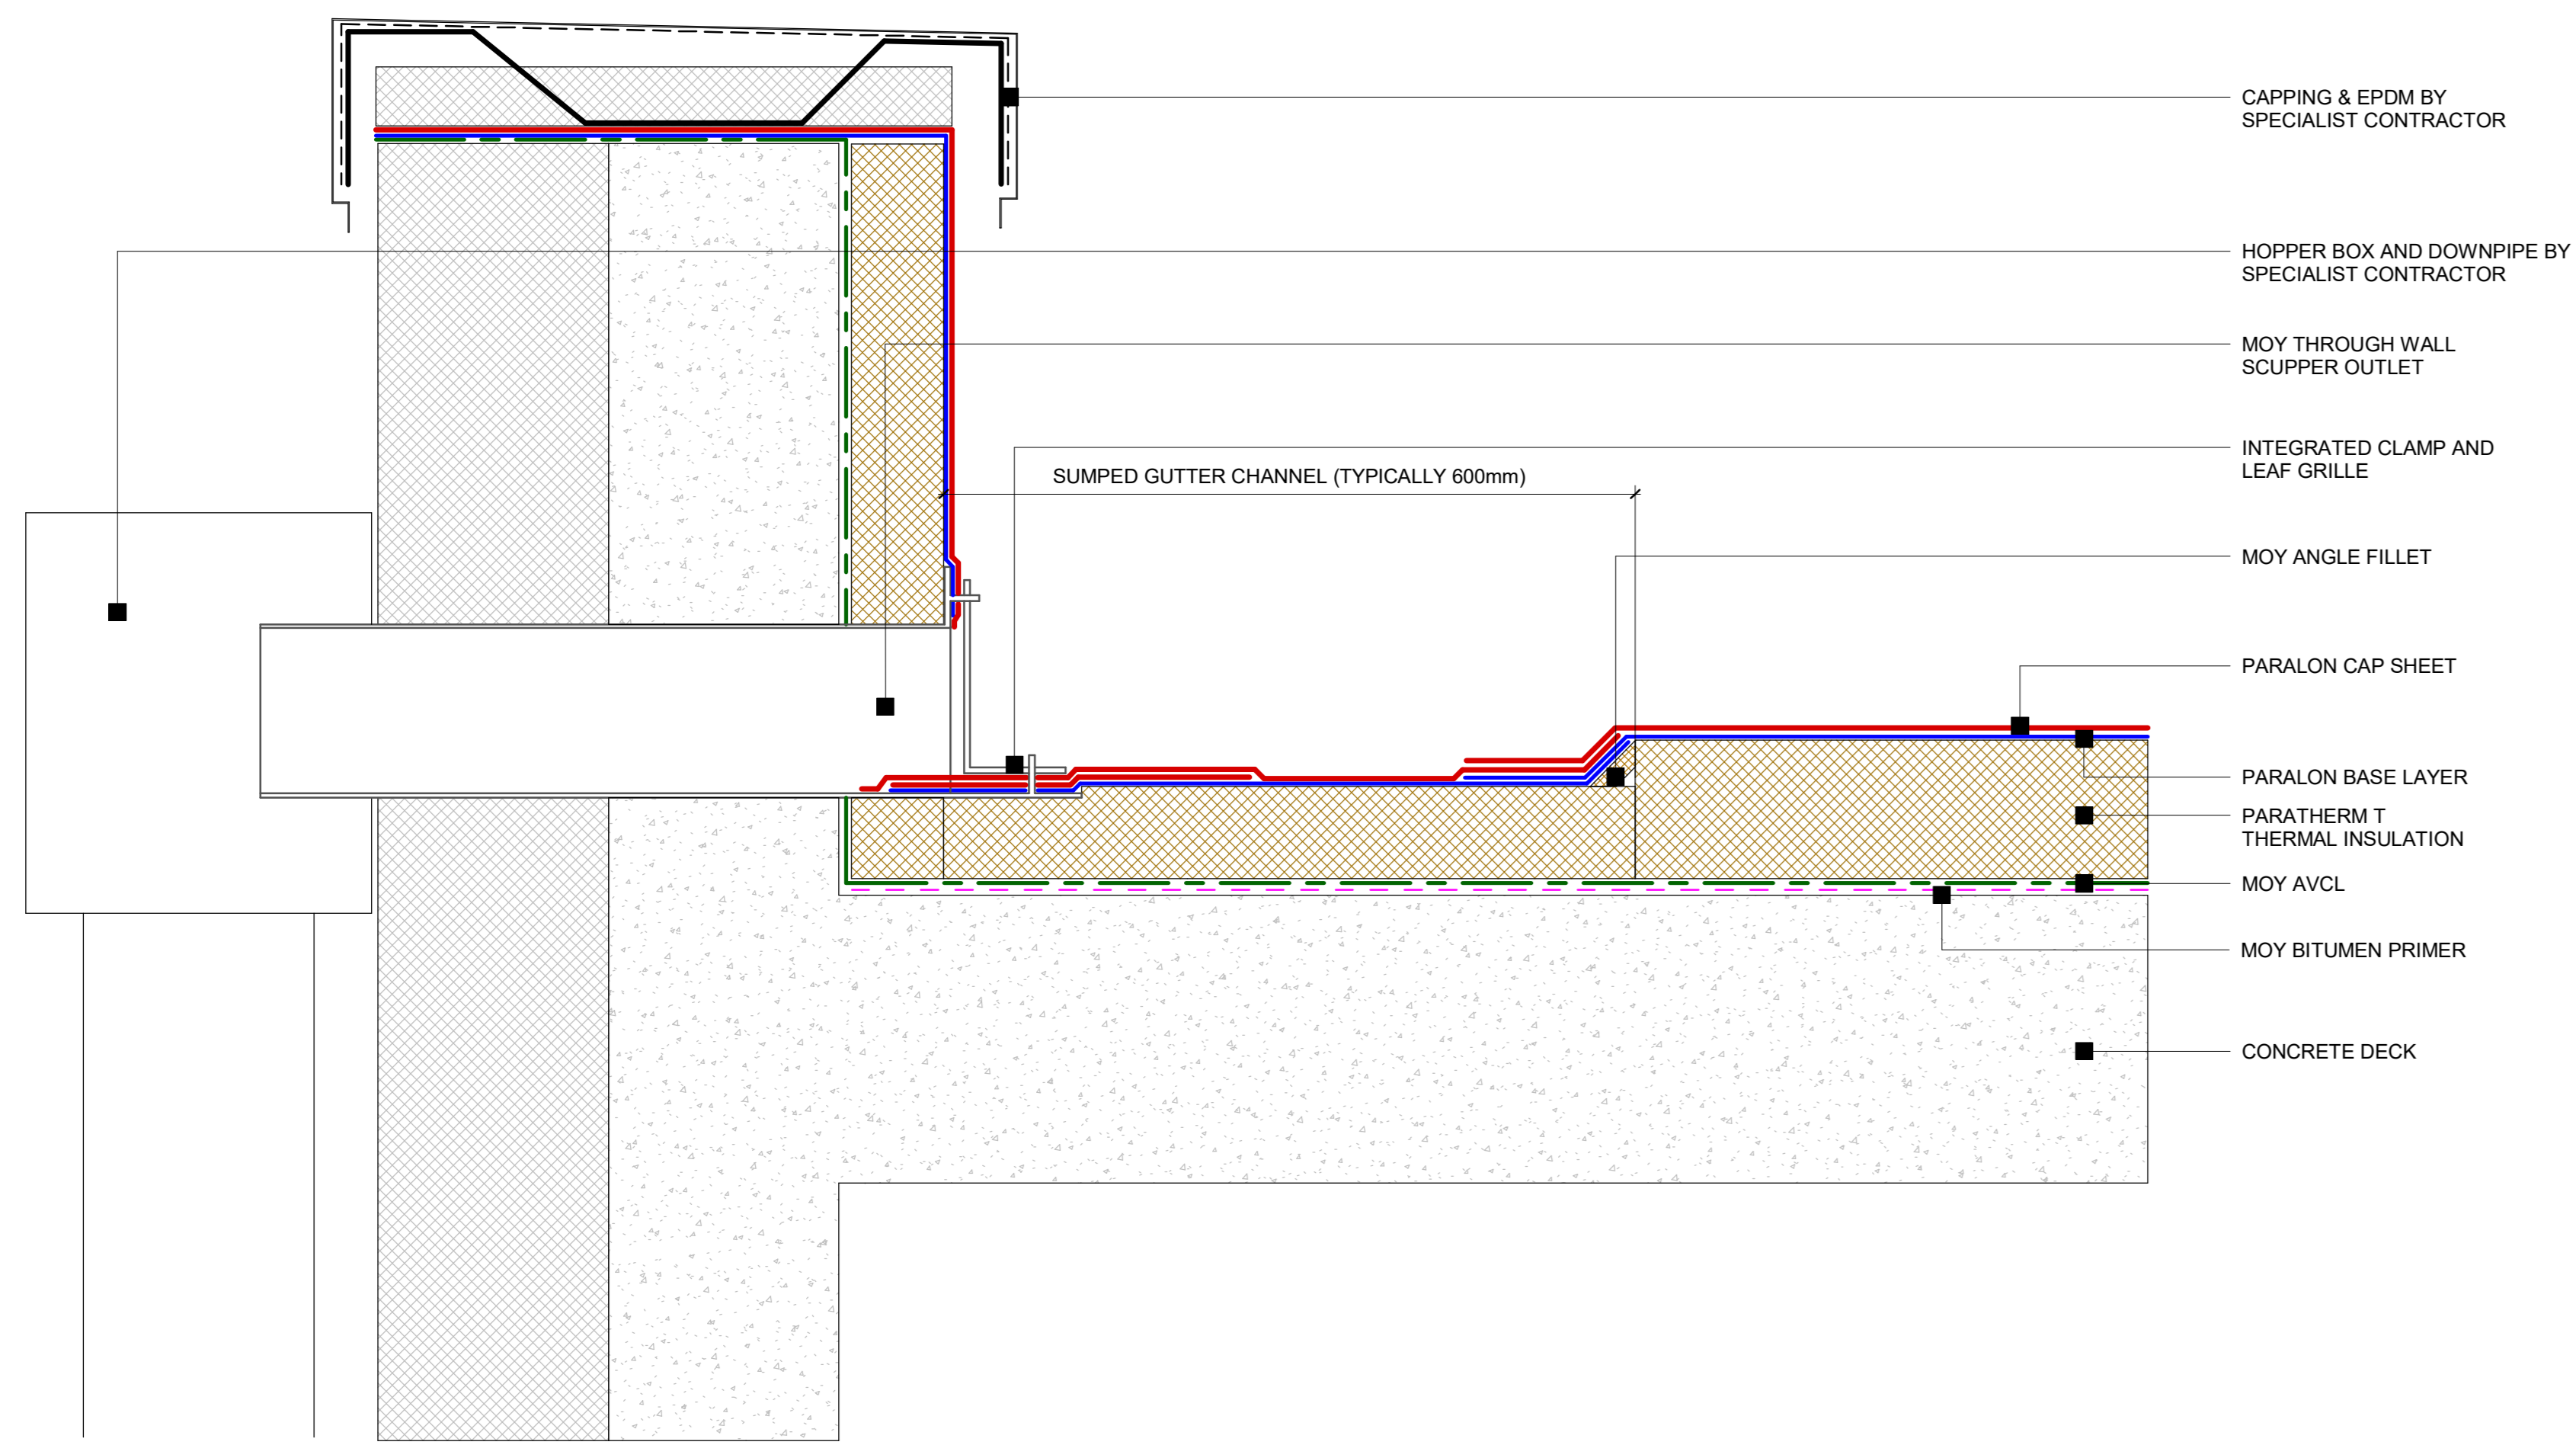 CAPPING & EPDM BY
SPECIALIST CONTRACTOR
HOPPER BOX AND DOWNPIPE BY
SPECIALIST CONTRACTOR
MOY THROUGH WALL
SCUPPER OUTLET
INTEGRATED CLAMP AND
LEAF GRILLE
SUMPED GUTTER CHANNEL (TYPICALLY 600mm)
MOY ANGLE FILLET
PARALON CAP SHEET
PARALON BASE LAYER
PARATHERM T
THERMAL INSULATION
MOY AVCL
MOY BITUMEN PRIMER
CONCRETE DECK